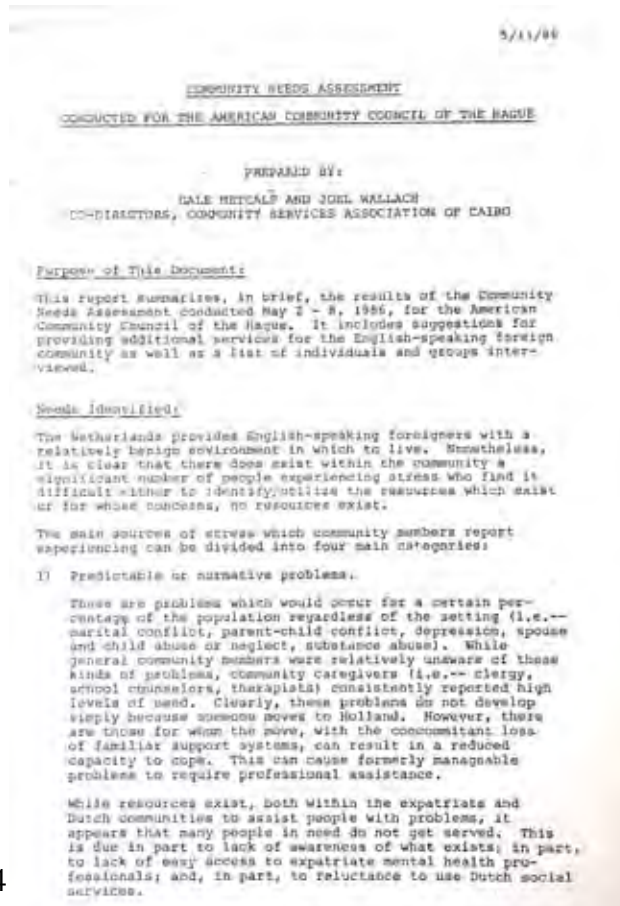 5/11/86
COMMUNITY NEEDS ASSESSMENT
CONDUCTED FOR THE AMERICAN COMMUNITY COUNCIL OF THE HAGUE
PREPARED BY:
GALE METCALF AND JOEL WALLACH
CO-DIRECTORS, COMMUNITY SERVICES ASSOCIATION OF CAIRO
Purpose of This Document:
This report summarizes, in brief, the results of the Community
Needs Assessment conducted May 2 - 8, 1986, for the American
Community Council of the Hague. It includes suggestions for
providing additional services for the English-speaking foreign
community as well as a list of individuals and groups inter-
viewed.
Needs Identified:
The Netherlands provides English-speaking foreigners with a
relatively benign environment in which to live. Nonetheless,
it is clear that there does exist within the community a
significant number of people experiencing stress who find it
difficult either to identify/utilize the resources which exist
or for whose concerns, no resources exist.
The main sources of stress which community members report
experiencing can be divided into four main categories:
1) Predictable or normative problems.
These are problems which would occur for a certain per-
centage of the population regardless of the setting (i.e.--
marital conflict, parent-child conflict, depression, spouse
and child abuse or neglect, substance abuse). While
general community members were relatively unaware of these
kinds of problems, community caregivers (i.e.-- clergy,
school counselors, therapists) consistently reported high
levels of need. Clearly, these problems do not develop
simply because someone moves to Holland. However, there
are those for whom the move, with the concommitant loss
of familiar support systems, can result in a reduced
capacity to cope. This can cause formerly manageable
problems to require professional assistance.
While resources exist, both within the expatriate and
Dutch communities to assist people with problems, it
appears that many people in need do not get served. This
is due in part to lack of awareness of what exists; in part,
to lack of easy access to expatriate mental health pro-
fessionals; and, in part, to reluctance to use Dutch social
services.
4